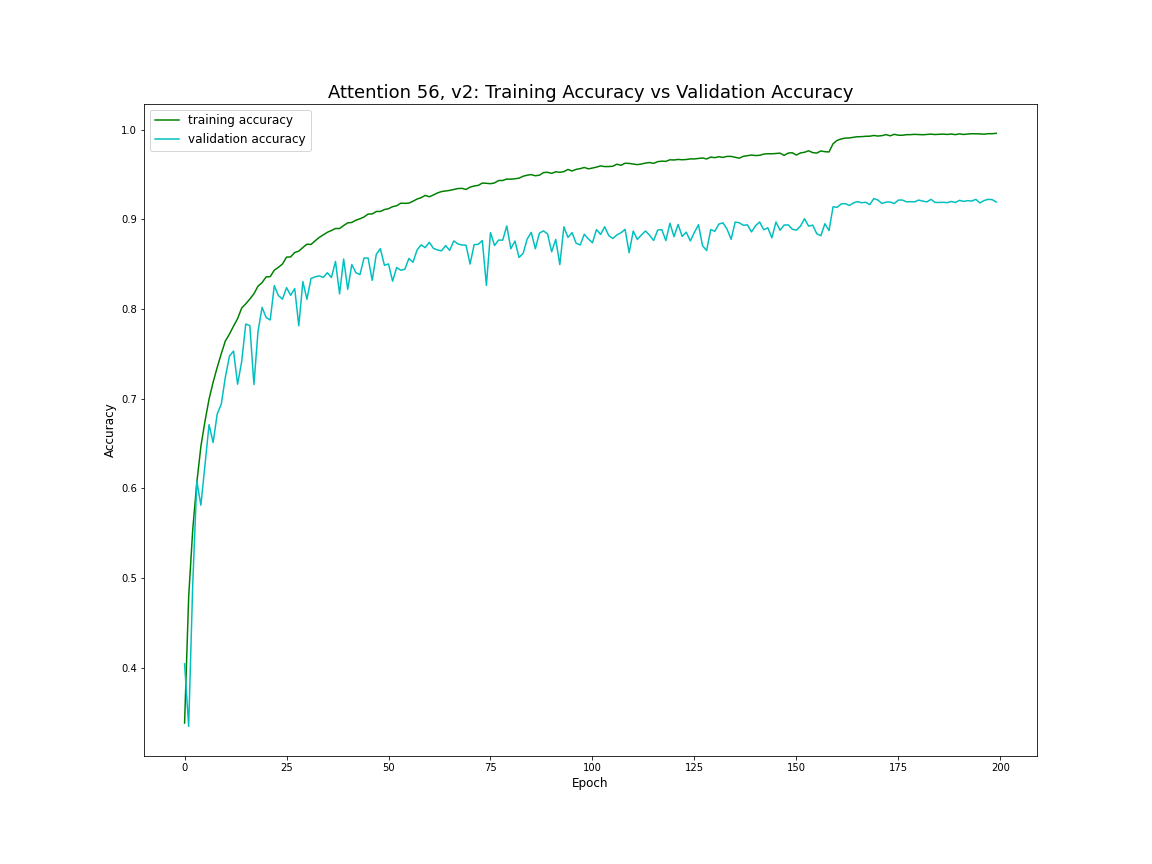 Attention 56, v2: Training Accuracy vs Validation Accuracy
training accuracy
validation accuracy
1.0
0.9
0.8
0.7
0.6
0.5
0.4
Accuracy
0 25 50 75 100 125 150 175 200
Epoch